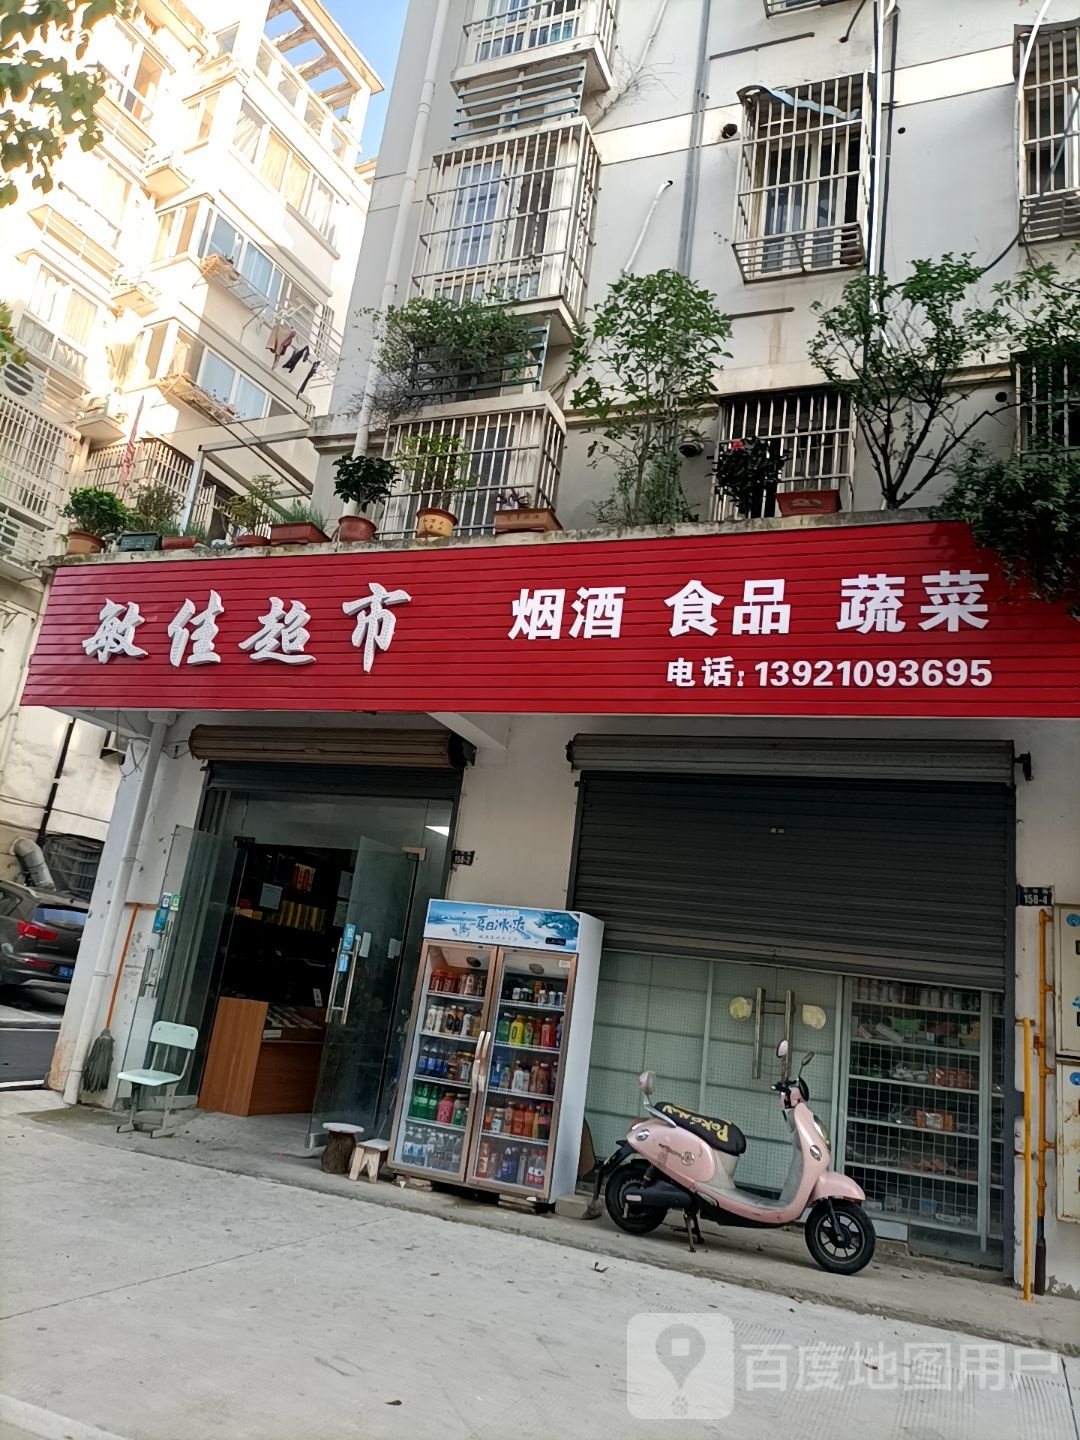 敏佳超市
烟酒 食品 蔬菜
电话:13921093695
158-2
158-4
SUMMER
夏日冰爽
百度地图用户